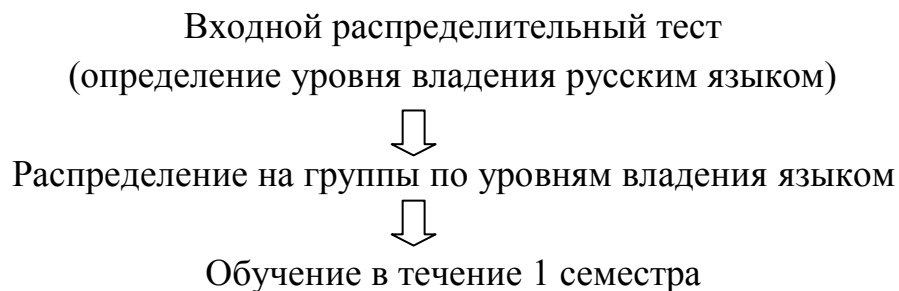 Входной распределительный тест
(определение уровня владения русским языком)
Распределение на группы по уровням владения языком
Обучение в течение 1 семестра